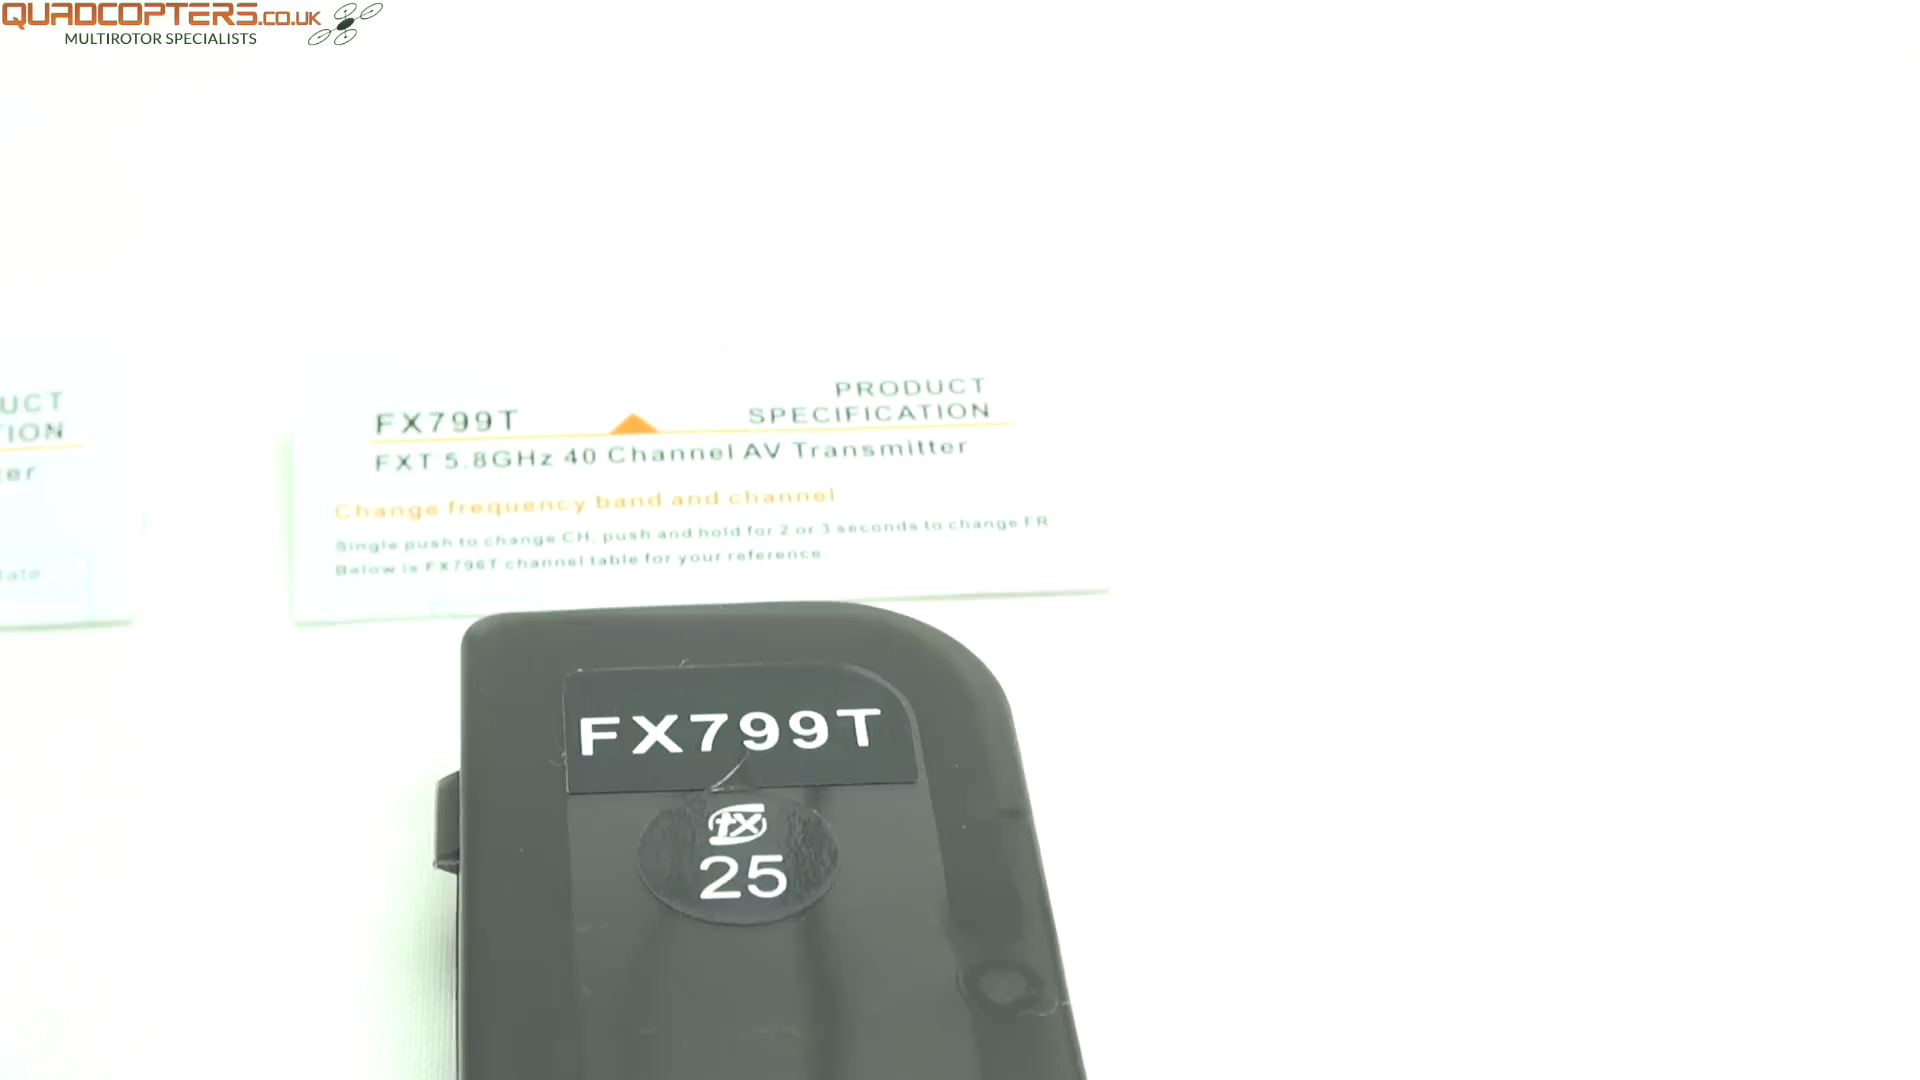 QUADCOPTERS.CO.UK
MULTIROTOR SPECIALISTS
UCT
TION
ter
FX799T
PRODUCT
SPECIFICATION
FXT 5.8GHz 40 Channel AV Transmitter
Change frequency band and channel
Single push to change CH, push and hold for 2 or 3 seconds to change FR
Below is FX796T channel table for your reference:
FX799T
fx
25